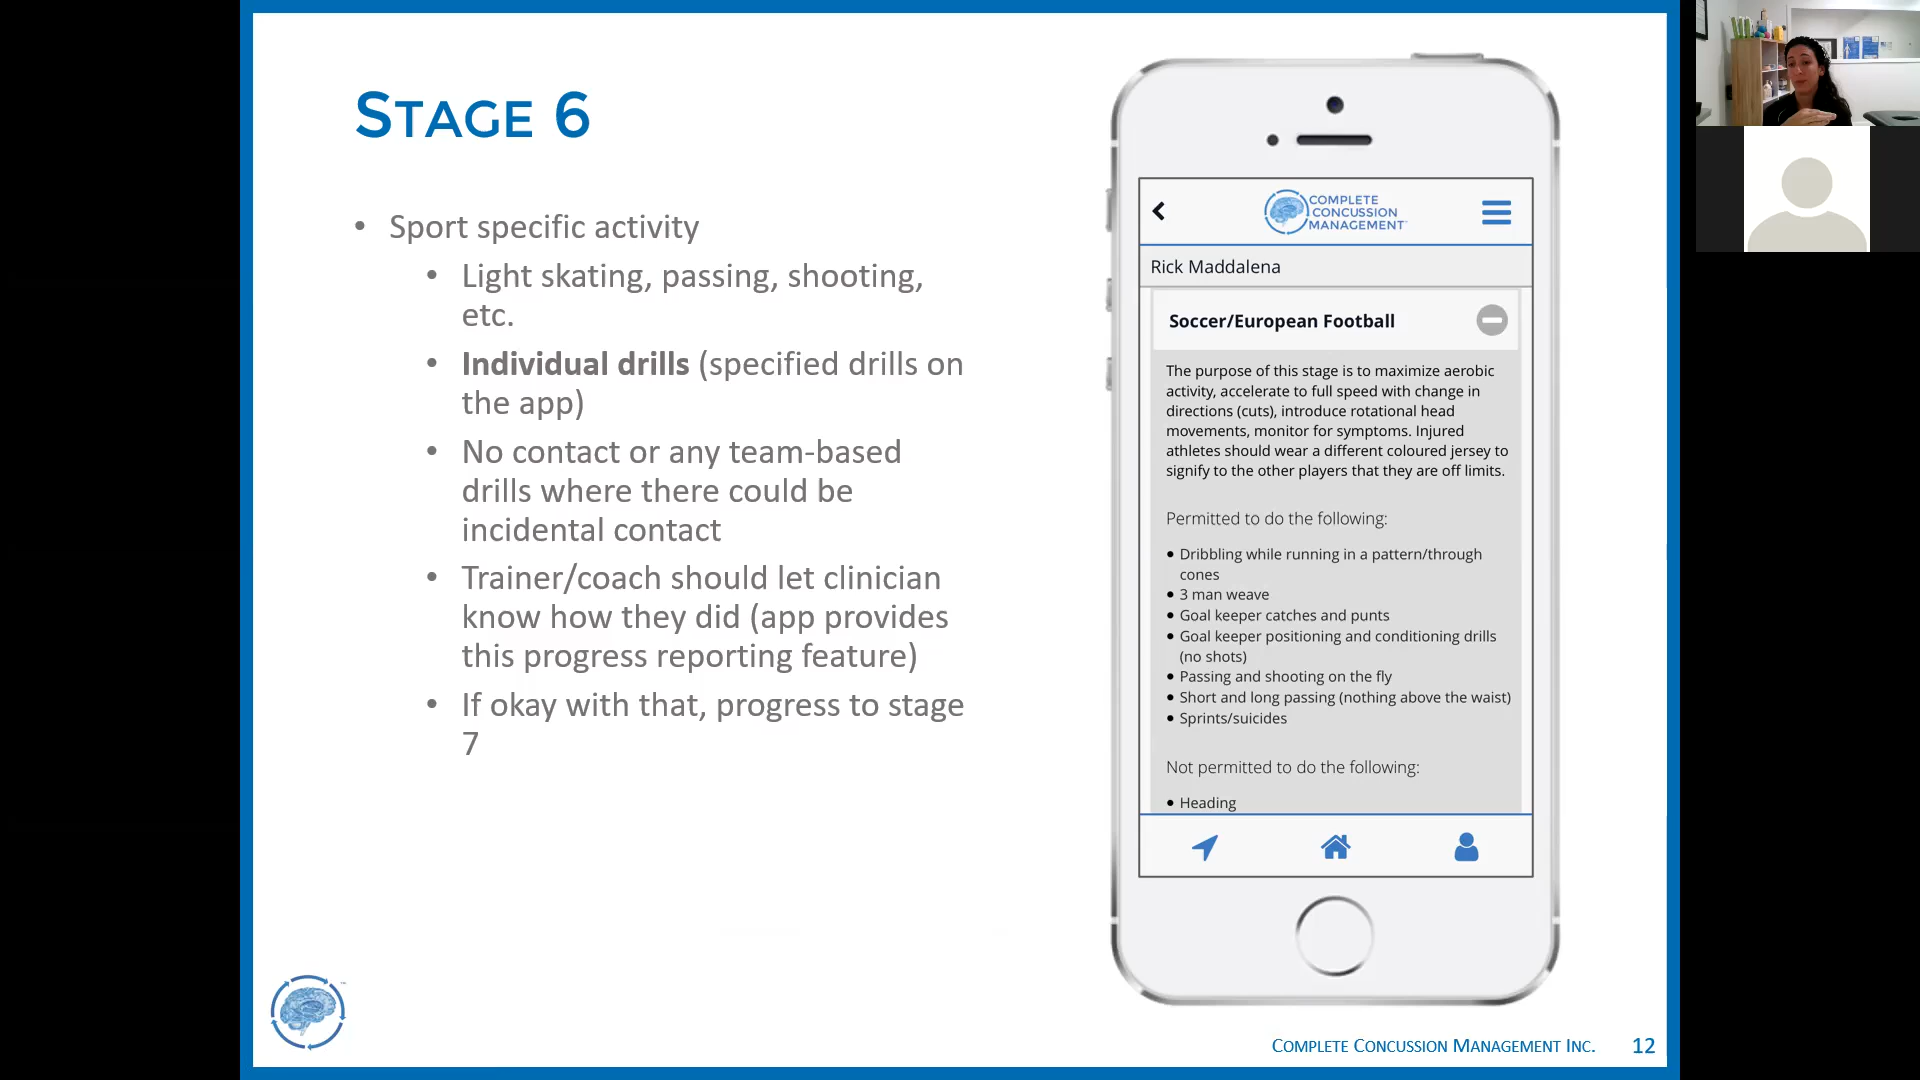 STAGE 6
• Sport specific activity
• Light skating, passing, shooting,
etc.
• Individual drills (specified drills on
the app)
• No contact or any team-based
drills where there could be
incidental contact
• Trainer/coach should let clinician
know how they did (app provides
this progress reporting feature)
• If okay with that, progress to stage
7
COMPLETE
CONCUSSION
MANAGEMENT
Rick Maddalena
Soccer/European Football
The purpose of this stage is to maximize aerobic
activity, accelerate to full speed with change in
directions (cuts), introduce rotational head
movements, monitor for symptoms. Injured
athletes should wear a different coloured jersey to
signify to the other players that they are off limits.
Permitted to do the following:
• Dribbling while running in a pattern/through
cones
• 3 man weave
• Goal keeper catches and punts
• Goal keeper positioning and conditioning drills
(no shots)
• Passing and shooting on the fly
• Short and long passing (nothing above the waist)
• Sprints/suicides
Not permitted to do the following:
• Heading
COMPLETE CONCUSSION MANAGEMENT INC. 12